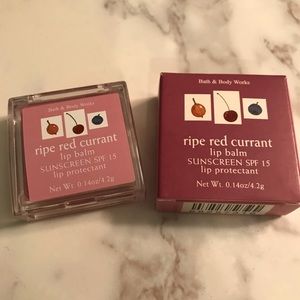 Bath & Body Works
ripe red currant
lip balm
SUNSCREEN SPF 15
lip protectant
Net Wt. 0.14oz/4.2g
Bath & Body Works
ripe red currant
lip balm
SUNSCREEN SPF 15
lip protectant
Net Wt. 0.14oz/4.2g